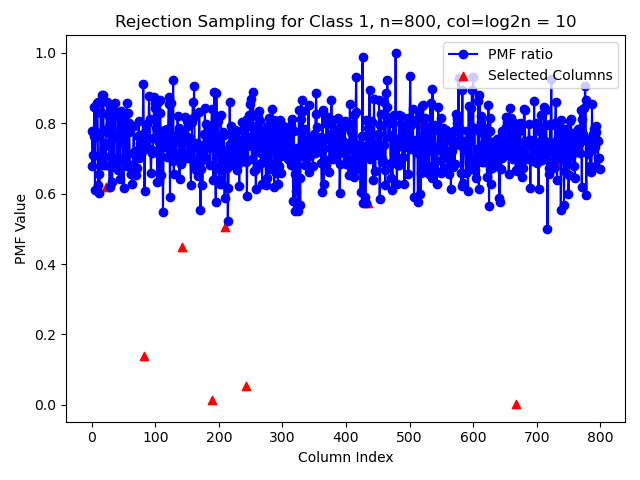 Rejection Sampling for Class 1, n=800, col=log2n = 10
PMF ratio
Selected Columns
PMF Value
1.0
0.8
0.6
0.4
0.2
0.0
0 100 200 300 400 500 600 700 800
Column Index